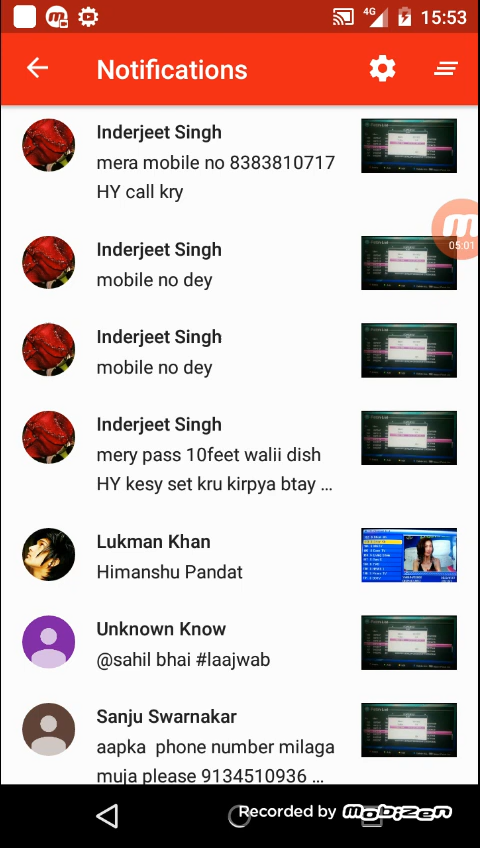 4G 15:53
Notifications
Inderjeet Singh
mera mobile no 8383810717
HY call kry
05:01
Inderjeet Singh
mobile no dey
Inderjeet Singh
mobile no dey
Inderjeet Singh
mery pass 10feet walii dish
HY kesy set kru kirpya btay ...
Lukman Khan
Himanshu Pandat
Unknown Know
@sahil bhai #laajwab
Sanju Swarnakar
aapka phone number milaga
muja please 9134510936 ...
Recorded by mobizen